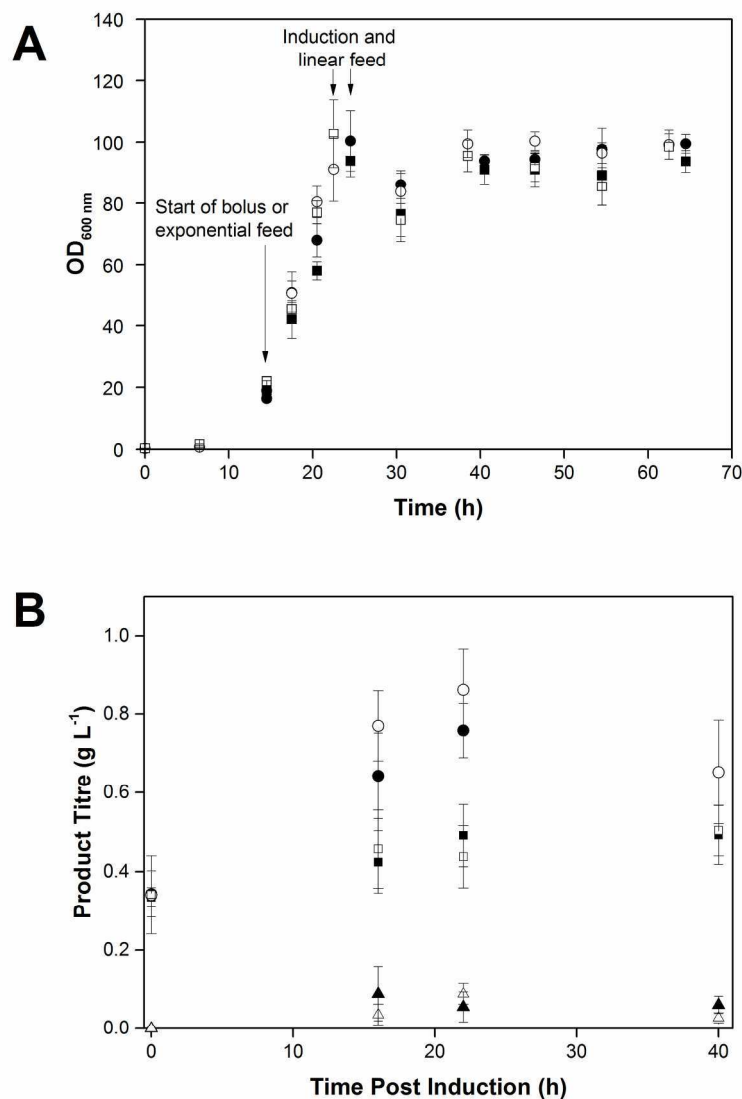 A
Induction and
linear feed
Start of bolus or
exponential feed
OD600 nm
140
120
100
80
60
40
20
0
0 10 20 30 40 50 60 70
Time (h)
B
Product Titre (g L-1)
1.0
0.8
0.6
0.4
0.2
0.0
0 10 20 30 40
Time Post Induction (h)